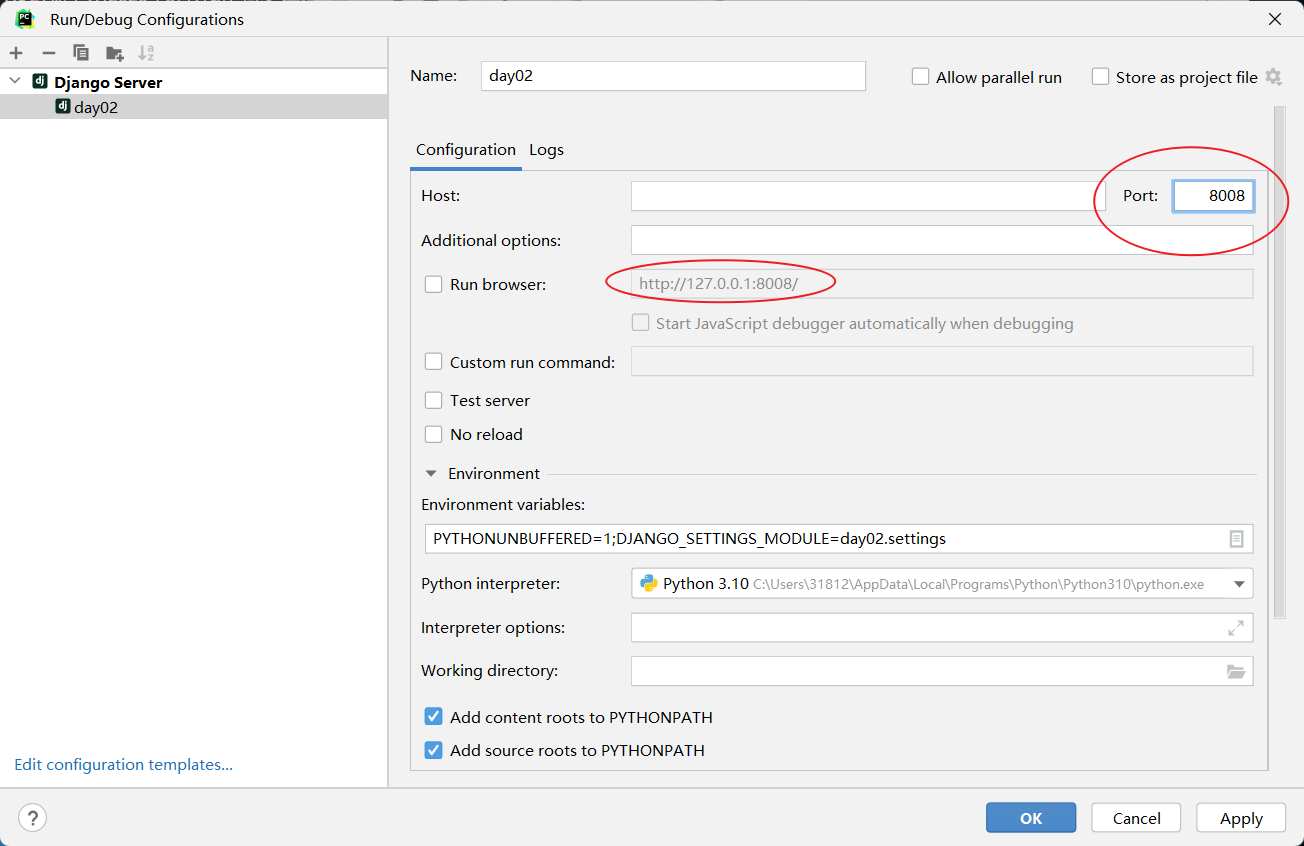 Run/Debug Configurations
Django Server
day02
Name: day02 Allow parallel run Store as project file
Configuration Logs
Host: Port: 8008
Additional options:
Run browser: http://127.0.0.1:8008/
Start JavaScript debugger automatically when debugging
Custom run command:
Test server
No reload
Environment
Environment variables:
PYTHONUNBUFFERED=1;DJANGO_SETTINGS_MODULE=day02.settings
Python interpreter: Python 3.10 C:\Users\31812\AppData\Local\Programs\Python\Python310\python.exe
Interpreter options:
Working directory:
Add content roots to PYTHONPATH
Add source roots to PYTHONPATH
Edit configuration templates...
? OK Cancel Apply